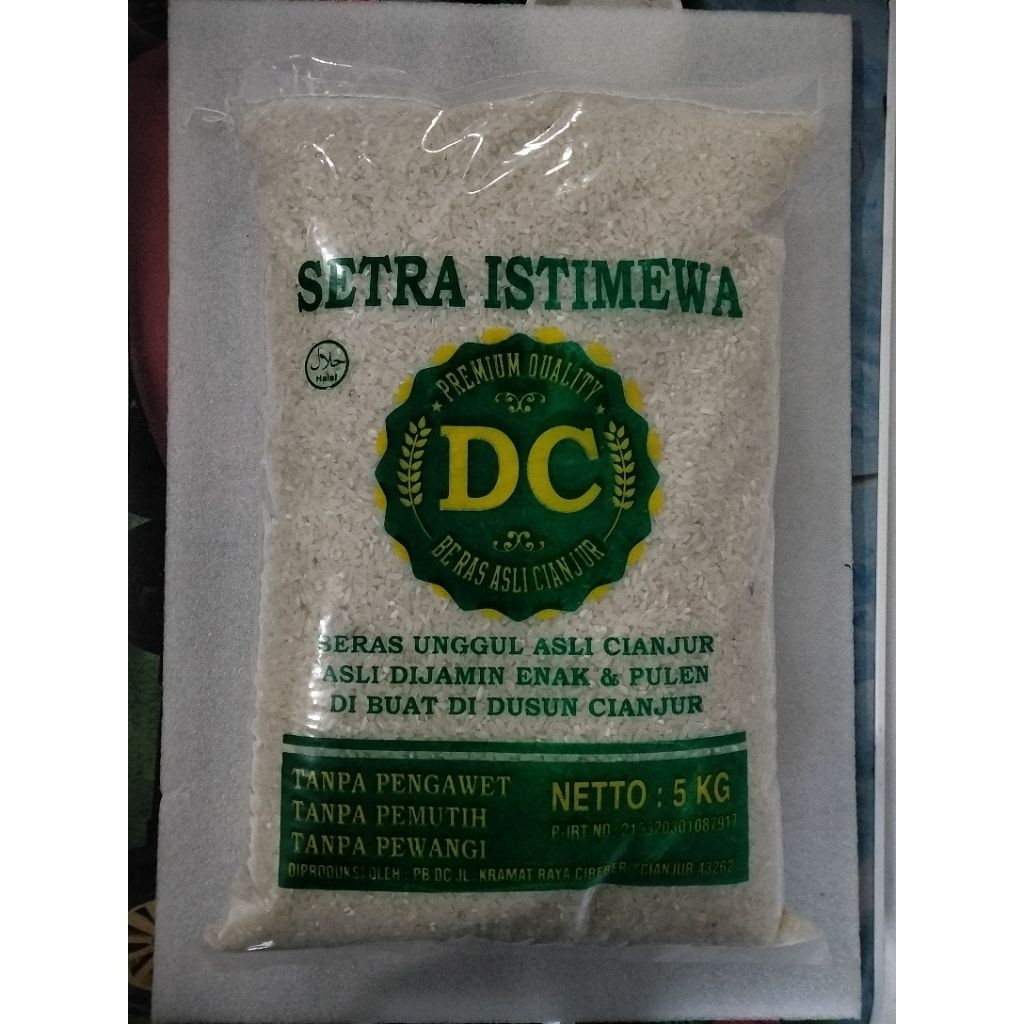 SETRA ISTIMEWA
حلال
Halal
PREMIUM QUALITY
DC
BERAS ASLI CIANJUR
BERAS UNGGUL ASLI CIANJUR
ASLI DIJAMIN ENAK & PULEN
DI BUAT DI DUSUN CIANJUR
TANPA PENGAWET
TANPA PEMUTIH
TANPA PEWANGI
NETTO : 5 KG
P-IRT NO.
DIPRODUKSI OLEH : PB DC JL. KRAMAT RAYA CIBEBER - CIANJUR 43262